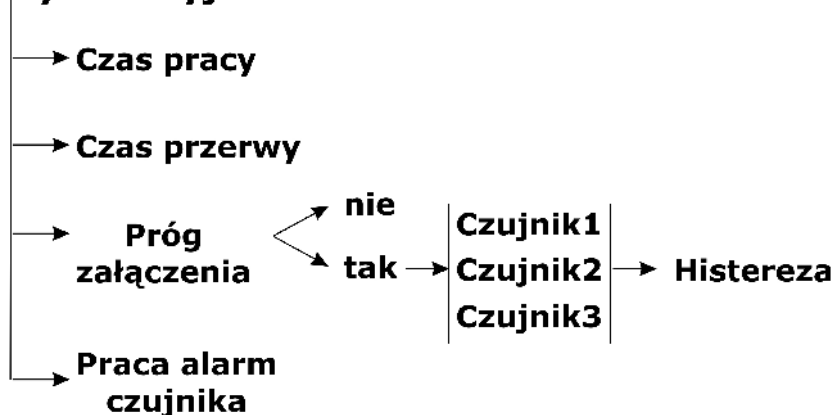 Czas pracy
Czas przerwy
Próg
załączenia
nie
tak
Czujnik1
Czujnik2
Czujnik3
Histereza
Praca alarm
czujnika